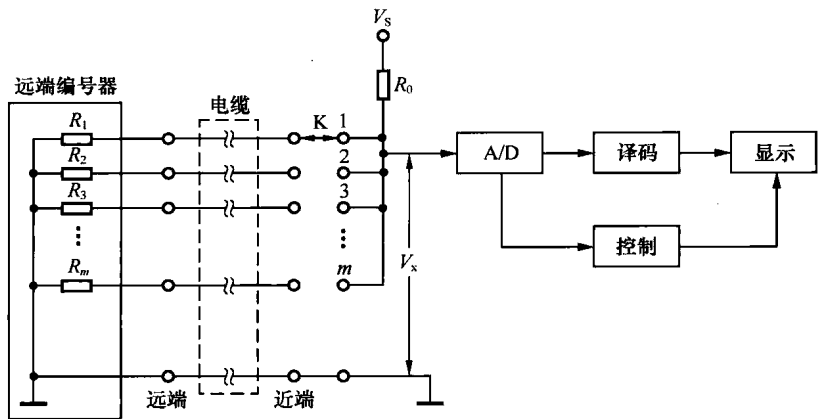 V_S
R_0
远端编号器
电缆
R_1
K
1
R_2
2
A/D
译码
显示
R_3
3
控制
R_m
m
V_x
远端
近端